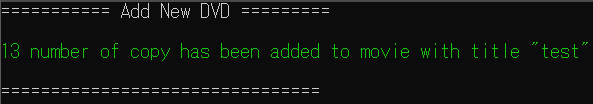 =========== Add New DVD =========
13 number of copy has been added to movie with title "test"
================================